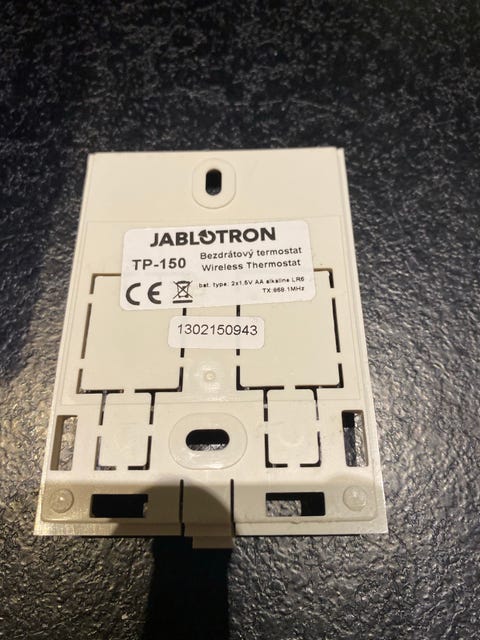 JABLOTRON
TP-150
Bezdrátový termostat
Wireless Thermostat
CE
bat. type: 2x1.5V AA alkaline LR6
TX:868.1MHz
1302150943